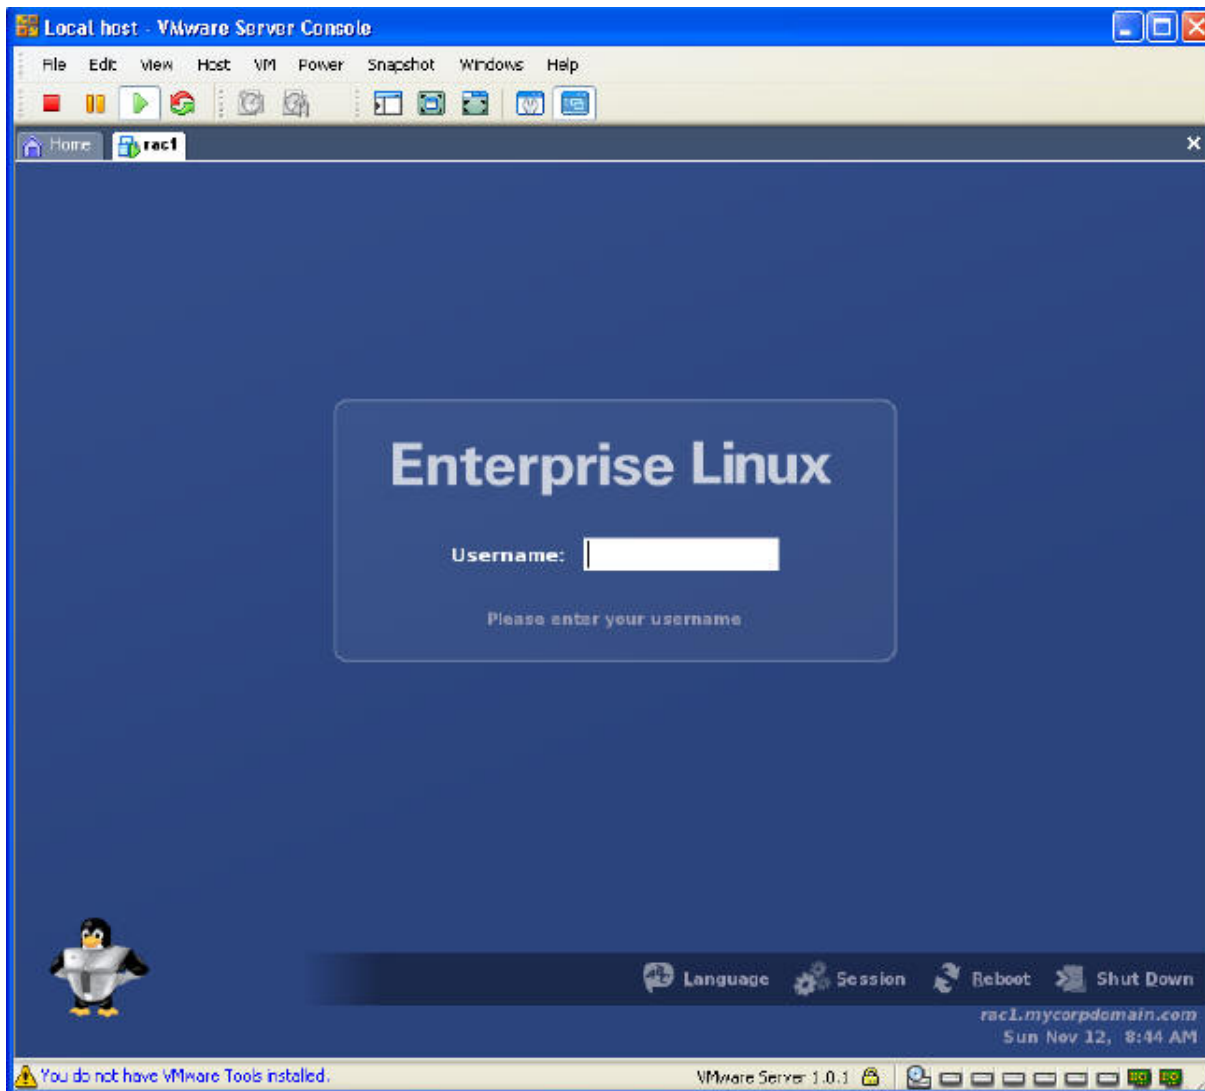 Local host - VMware Server Console
File Edit View Host VM Power Snapshot Windows Help
Home rac1
Enterprise Linux
Username:
Please enter your username
Language Session Reboot Shut Down
rac1.mycorpdomain.com
Sun Nov 12, 8:44 AM
You do not have VMware Tools installed. VMware Server 1.0.1